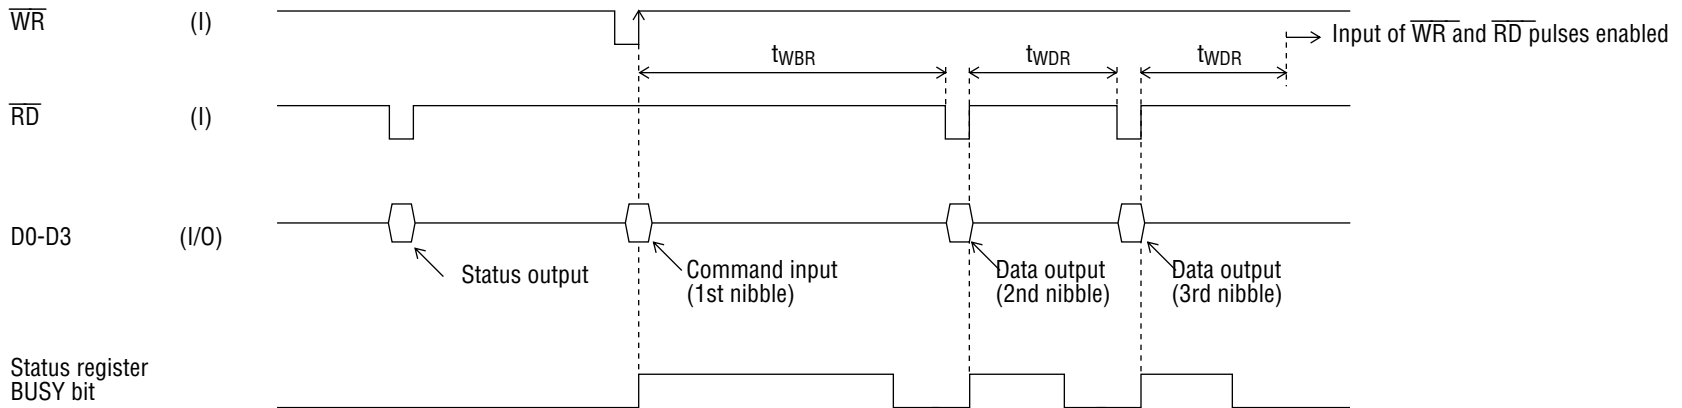 WR (I)
Input of WR and RD pulses enabled
tWBR tWDR tWDR
RD (I)
D0-D3 (I/O)
Status output
Command input
(1st nibble)
Data output
(2nd nibble)
Data output
(3rd nibble)
Status register
BUSY bit